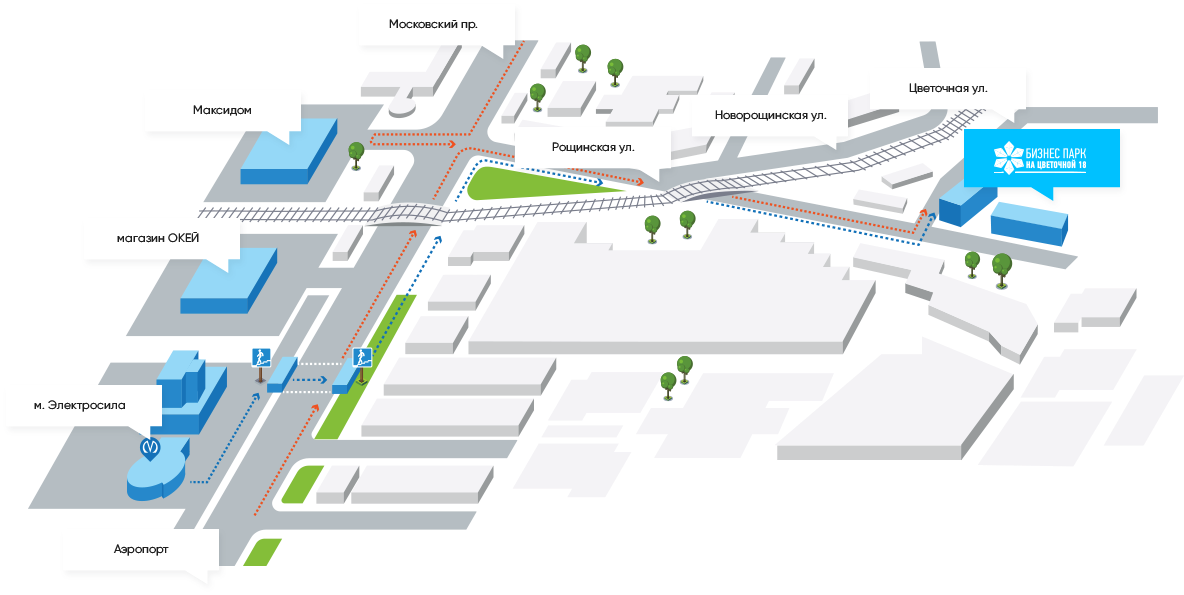 Московский пр.
Цветочная ул.
Максидом
Новорощинская ул.
Рощинская ул.
БИЗНЕС ПАРК
НА ЦВЕТОЧНОЙ 18
магазин ОКЕЙ
м. Электросила
Аэропорт